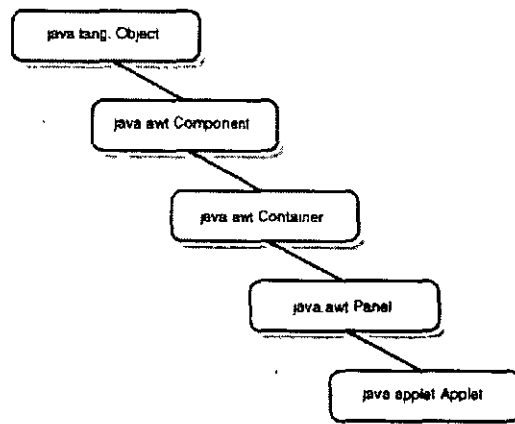 java lang. Object
java awt Component
java awt Container
java.awt Panel
java applet Applet